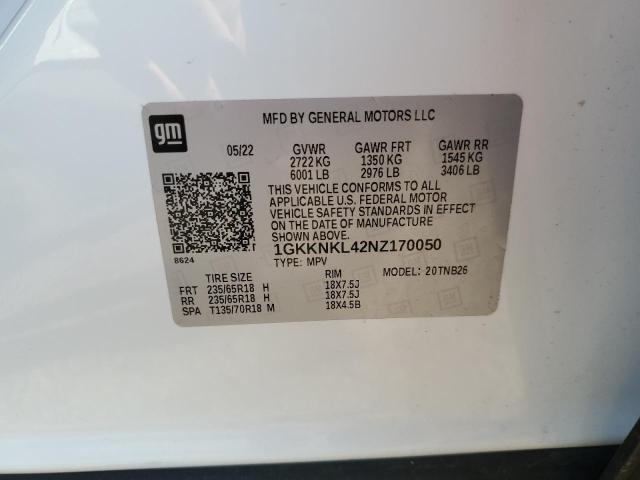 gm
MFD BY GENERAL MOTORS LLC
05/22 GVWR GAWR FRT GAWR RR
2722 KG 1350 KG 1545 KG
6001 LB 2976 LB 3406 LB
THIS VEHICLE CONFORMS TO ALL
APPLICABLE U.S. FEDERAL MOTOR
VEHICLE SAFETY STANDARDS IN EFFECT
ON THE DATE OF MANUFACTURE
SHOWN ABOVE.
1GKKNKL42NZ170050
8624 TYPE: MPV
TIRE SIZE RIM MODEL: 20TNB26
FRT 235/65R18 H 18X7.5J
RR 235/65R18 H 18X7.5J
SPA T135/70R18 M 18X4.5B